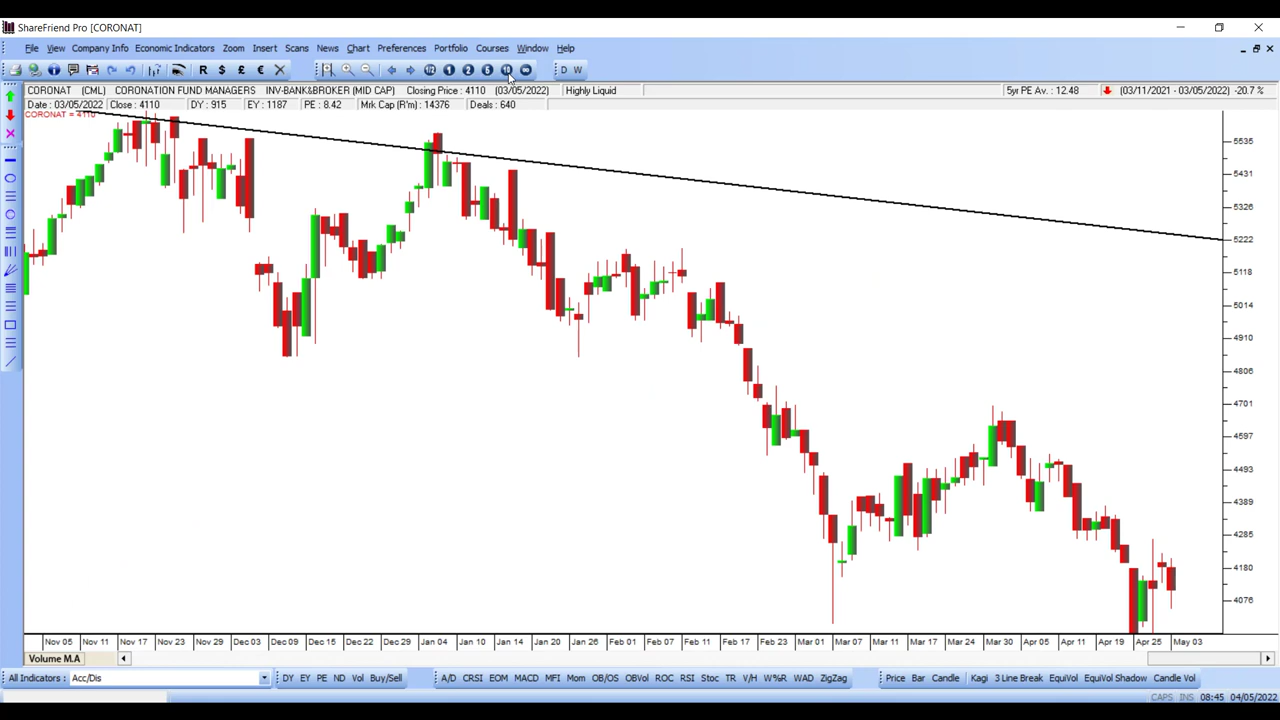 ShareFriend Pro [CORONAT]
File View Company Info Economic Indicators Zoom Insert Scans News Chart Preferences Portfolio Courses Window Help
R $ £ € 1/2 1 2 5 10 ∞ D W
CORONAT (CML) CORONATION FUND MANAGERS INV-BANK&BROKER (MID CAP) Closing Price : 4110 (03/05/2022) Highly Liquid 5yr PE Av. : 12.48 (03/11/2021 - 03/05/2022) -20.7 %
Date : 03/05/2022 Close : 4110 DY : 915 EY : 1187 PE : 8.42 Mrk Cap (R'm) : 14376 Deals : 640
CORONAT = 4110
5535
5431
5326
5222
5118
5014
4910
4806
4701
4597
4493
4389
4285
4180
4076
Nov 05 Nov 11 Nov 17 Nov 23 Nov 29 Dec 03 Dec 09 Dec 15 Dec 22 Dec 29 Jan 04 Jan 10 Jan 14 Jan 20 Jan 26 Feb 01 Feb 07 Feb 11 Feb 17 Feb 23 Mar 01 Mar 07 Mar 11 Mar 17 Mar 24 Mar 30 Apr 05 Apr 11 Apr 19 Apr 25 May 03
Volume M.A
All Indicators : Acc/Dis DY EY PE ND Vol Buy/Sell A/D CRSI EOM MACD MFI Mom OB/OS OBVol ROC RSI Stoc TR V/H W%R WAD ZigZag Price Bar Candle Kagi 3 Line Break EquiVol EquiVol Shadow Candle Vol
CAPS INS 08:45 04/05/2022